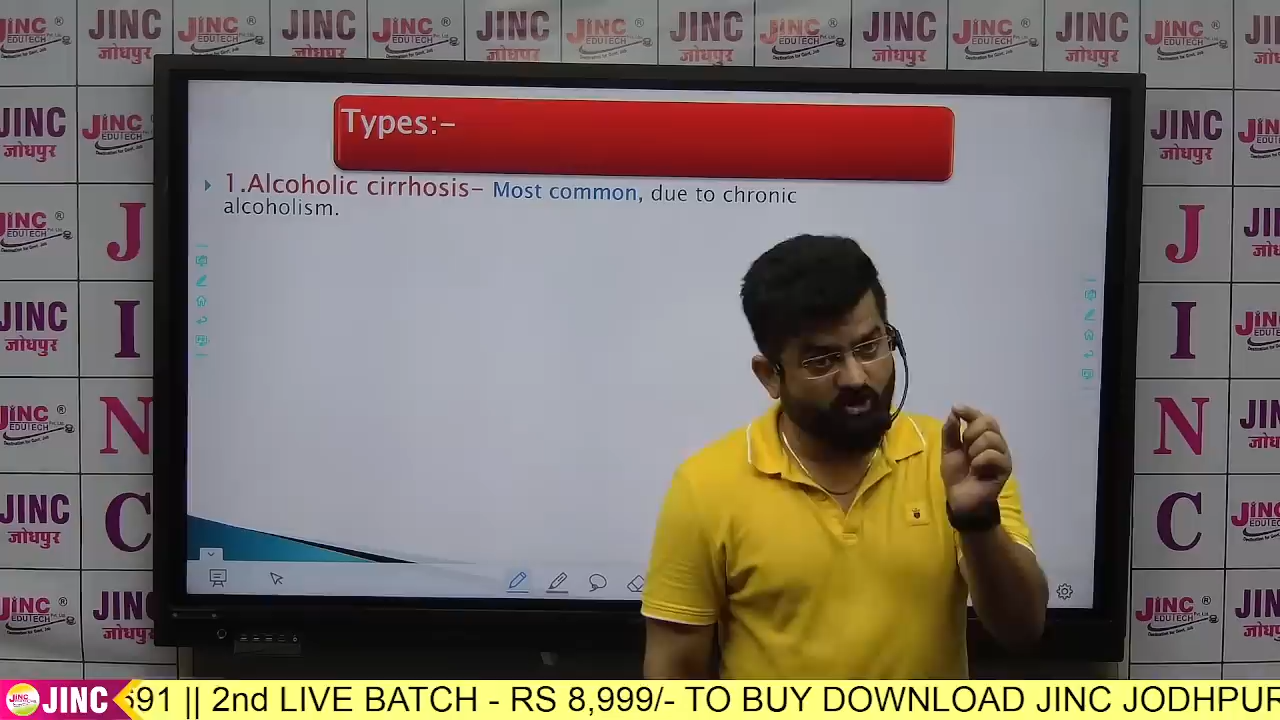 JINC EDUTECH
JINC जोधपुर
Types:-
1.Alcoholic cirrhosis- Most common, due to chronic
alcoholism.
J
I
N
C
J
I
N
C
JINC 691 || 2nd LIVE BATCH - RS 8,999/- TO BUY DOWNLOAD JINC JODHPUR